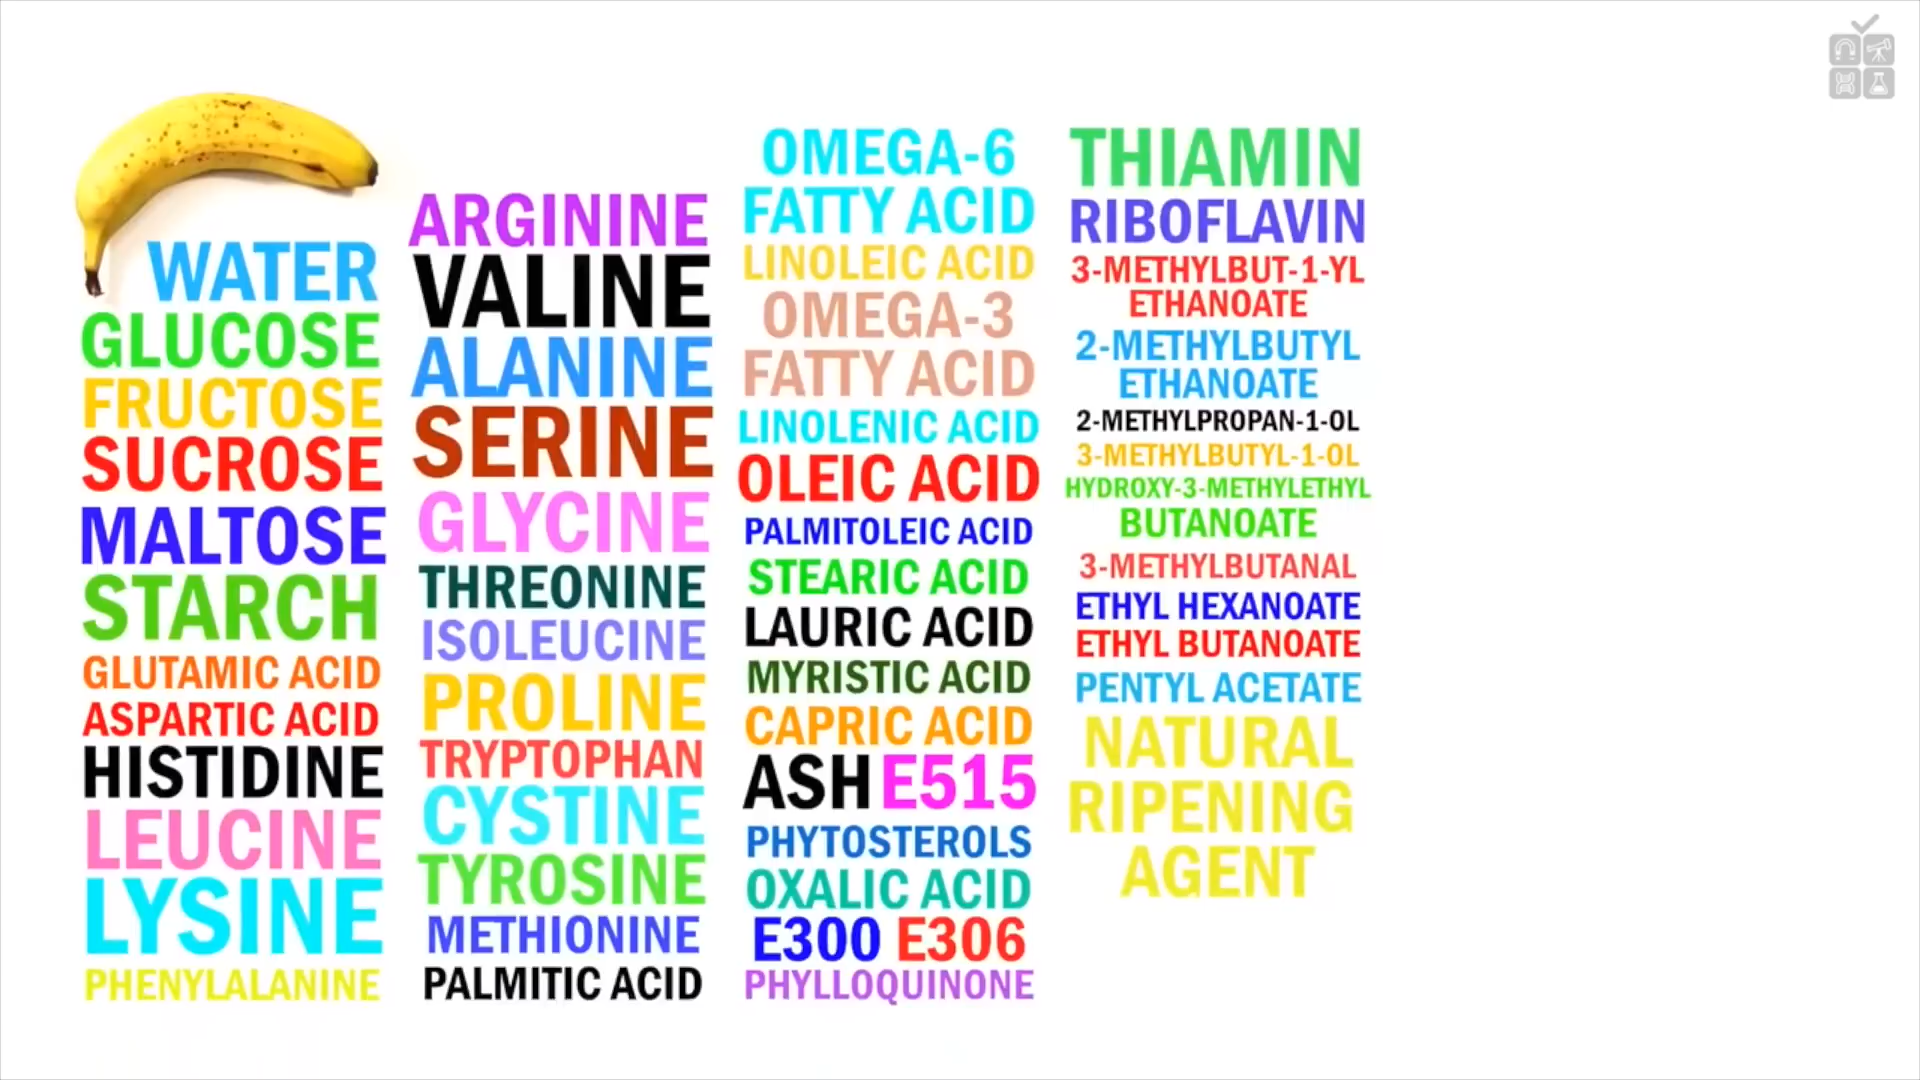 WATER
GLUCOSE
FRUCTOSE
SUCROSE
MALTOSE
STARCH
GLUTAMIC ACID
ASPARTIC ACID
HISTIDINE
LEUCINE
LYSINE
PHENYLALANINE
ARGININE
VALINE
ALANINE
SERINE
GLYCINE
THREONINE
ISOLEUCINE
PROLINE
TRYPTOPHAN
CYSTINE
TYROSINE
METHIONINE
PALMITIC ACID
OMEGA-6
FATTY ACID
LINOLEIC ACID
OMEGA-3
FATTY ACID
LINOLENIC ACID
OLEIC ACID
PALMITOLEIC ACID
STEARIC ACID
LAURIC ACID
MYRISTIC ACID
CAPRIC ACID
ASH E515
PHYTOSTEROLS
OXALIC ACID
E300 E306
PHYLLOQUINONE
THIAMIN
RIBOFLAVIN
3-METHYLBUT-1-YL
ETHANOATE
2-METHYLBUTYL
ETHANOATE
2-METHYLPROPAN-1-OL
3-METHYLBUTYL-1-OL
HYDROXY-3-METHYLETHYL
BUTANOATE
3-METHYLBUTANAL
ETHYL HEXANOATE
ETHYL BUTANOATE
PENTYL ACETATE
NATURAL
RIPENING
AGENT